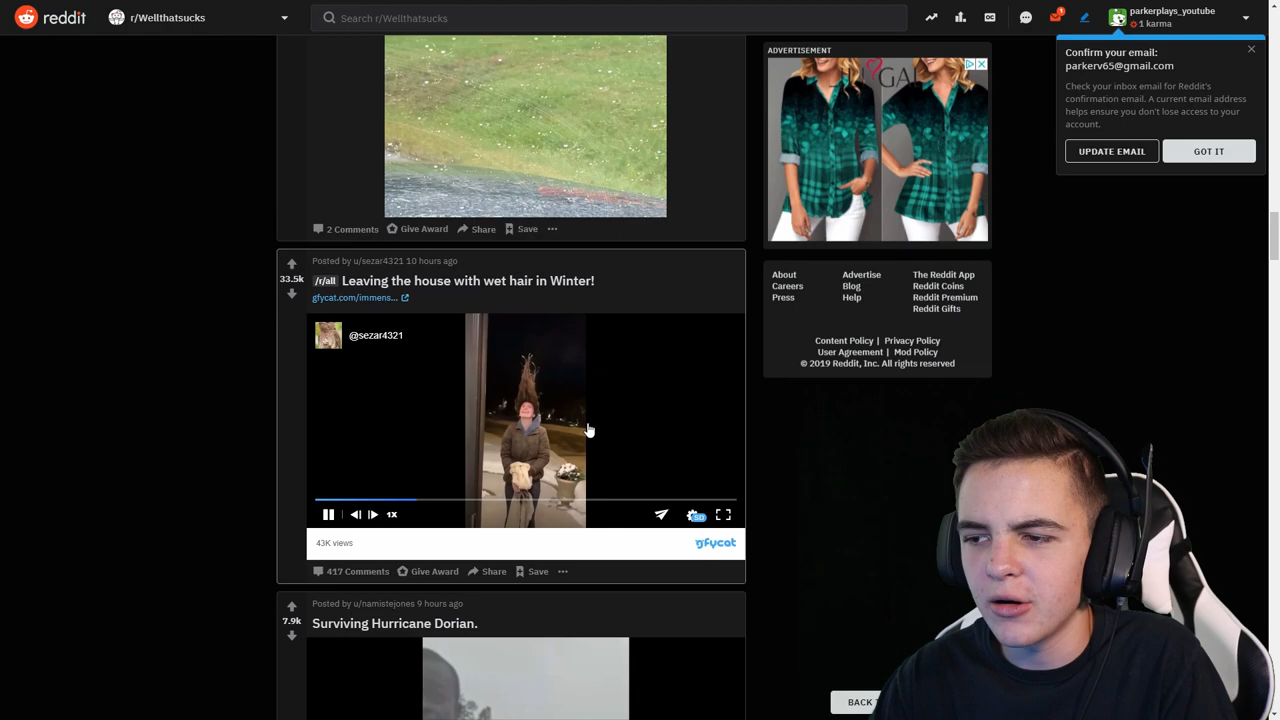 reddit
r/Wellthatsucks
Search r/Wellthatsucks
1
parkerplays_youtube
1 karma
Confirm your email:
parkerv65@gmail.com
Check your inbox email for Reddit's
confirmation email. A current email address
helps ensure you don't lose access to your
account.
UPDATE EMAIL
GOT IT
ADVERTISEMENT
2 Comments
Give Award
Share
Save
Posted by u/sezar4321 10 hours ago
33.5k
/r/all Leaving the house with wet hair in Winter!
gfycat.com/immens...
@sezar4321
1X
SD
43K views
gfycat
417 Comments
Give Award
Share
Save
Posted by u/namistejones 9 hours ago
7.9k
Surviving Hurricane Dorian.
About
Advertise
The Reddit App
Careers
Blog
Reddit Coins
Press
Help
Reddit Premium
Reddit Gifts
Content Policy | Privacy Policy
User Agreement | Mod Policy
© 2019 Reddit, Inc. All rights reserved
BACK